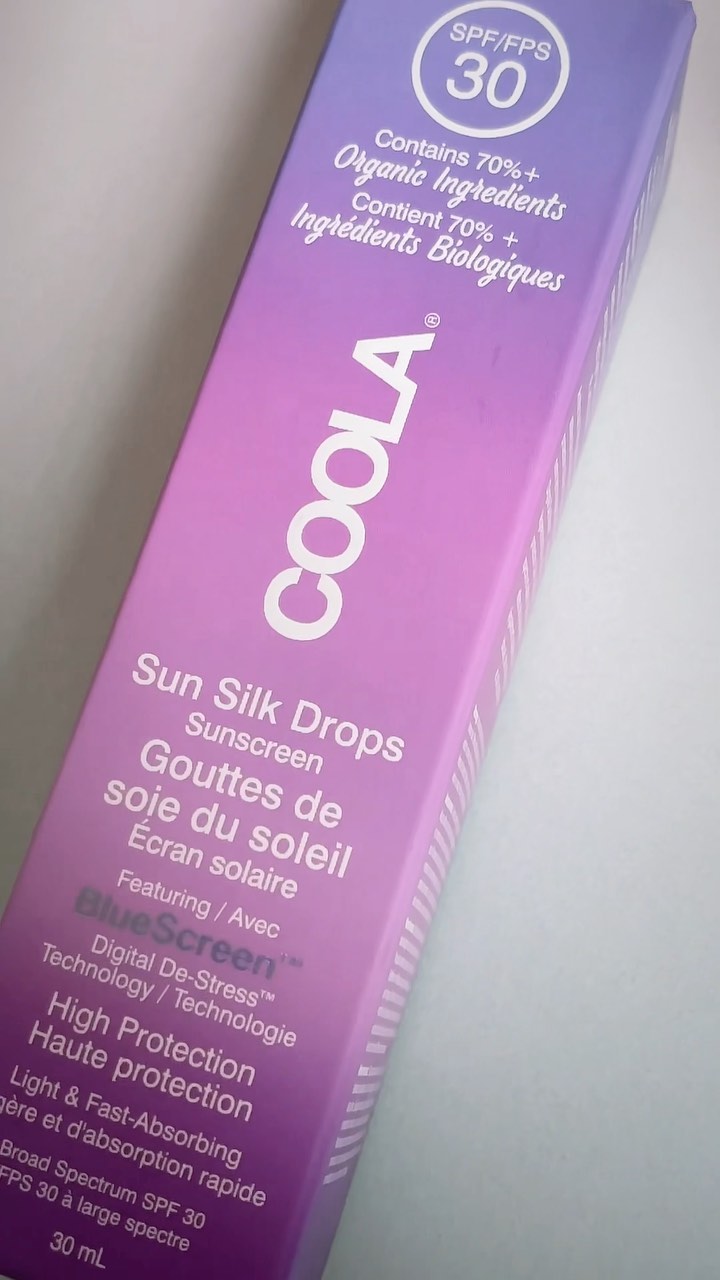 SPF/FPS
30
Contains 70%+
Organic Ingredients
Contient 70% +
Ingrédients Biologiques
COOLA®
Sun Silk Drops
Sunscreen
Gouttes de
soie du soleil
Écran solaire
Featuring / Avec
BlueScreen™
Digital De-Stress™
Technology / Technologie
High Protection
Haute protection
Light & Fast-Absorbing
et d'absorption rapide
Broad Spectrum SPF 30
FPS 30 à large spectre
30 mL